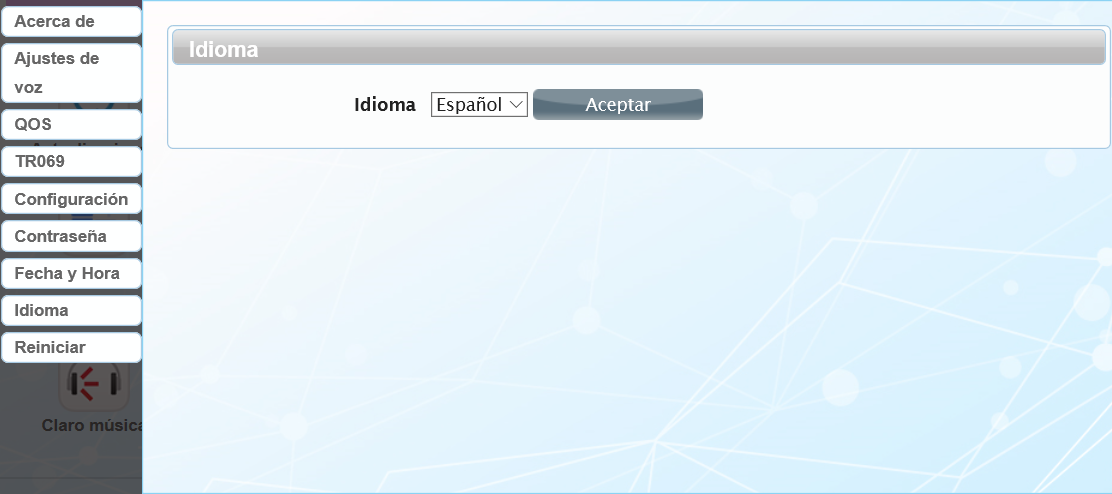 Acerca de
Ajustes de
voz
QOS
TR069
Configuración
Contraseña
Fecha y Hora
Idioma
Reiniciar
Claro música
Idioma
Idioma Español Aceptar